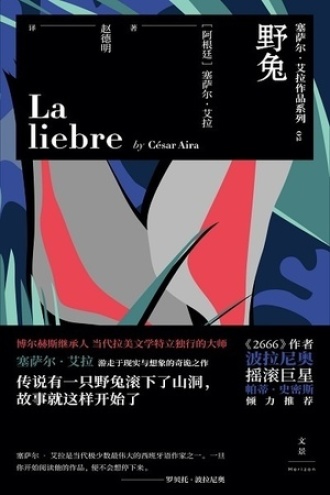 塞萨尔·艾拉作品系列 02
野兔
[阿根廷] 塞萨尔·艾拉
著
赵德明
译
La
liebre
by César Aira
博尔赫斯继承人 当代拉美文学特立独行的大师
塞萨尔·艾拉 游走于现实与想象的奇诡之作
传说有一只野兔滚下了山涧，
故事就这样开始了
《2666》作者
波拉尼奥
摇滚巨星
帕蒂·史密斯
倾力推荐
塞萨尔·艾拉是当代极少数最伟大的西班牙语作家之一。一旦
你开始阅读他的作品，便不会想停下来。
——罗贝托·波拉尼奥
文景
Horizon